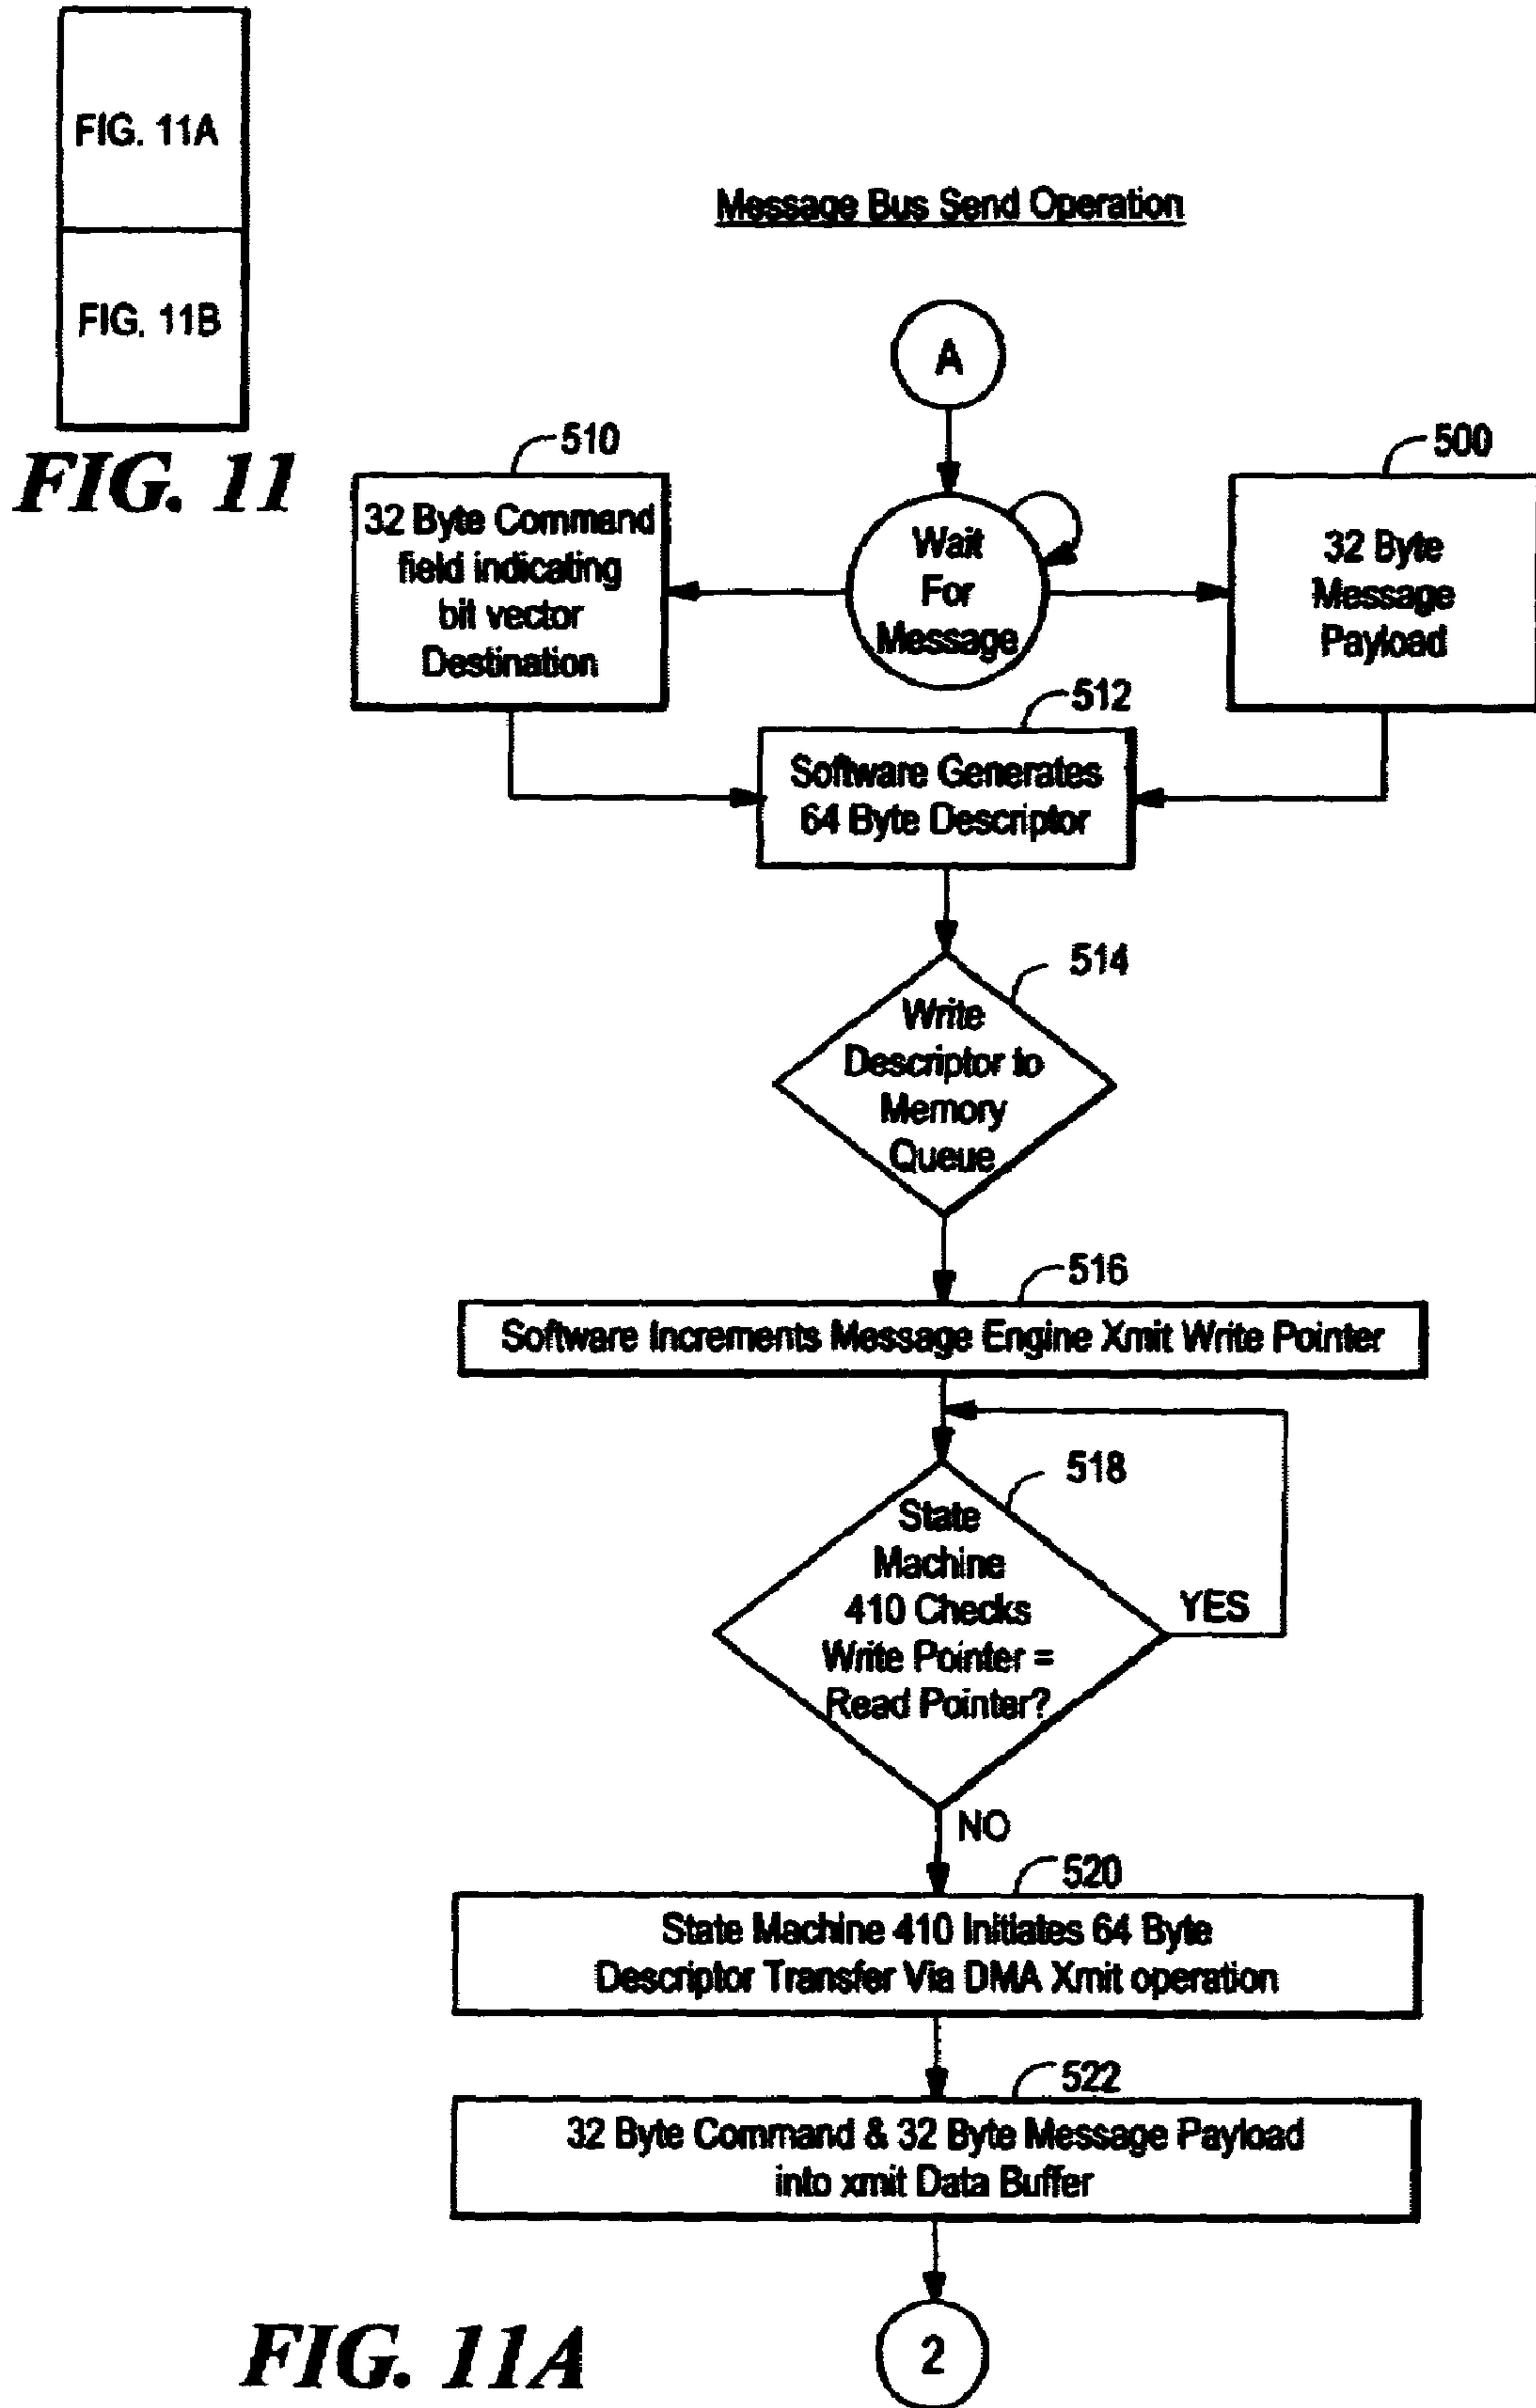 FIG. 11A
FIG. 11B
FIG. 11
Message Bus Send Operation
A
510
32 Byte Command
field indicating
bit vector
Destination
Wait
For
Message
500
32 Byte
Message
Payload
512
Software Generates
64 Byte Descriptor
514
Write
Descriptor to
Memory
Queue
516
Software Increments Message Engine Xmit Write Pointer
518
State
Machine
410 Checks
Write Pointer =
Read Pointer?
YES
NO
520
State Machine 410 Initiates 64 Byte
Descriptor Transfer Via DMA Xmit operation
522
32 Byte Command & 32 Byte Message Payload
into xmit Data Buffer
2
FIG. 11A